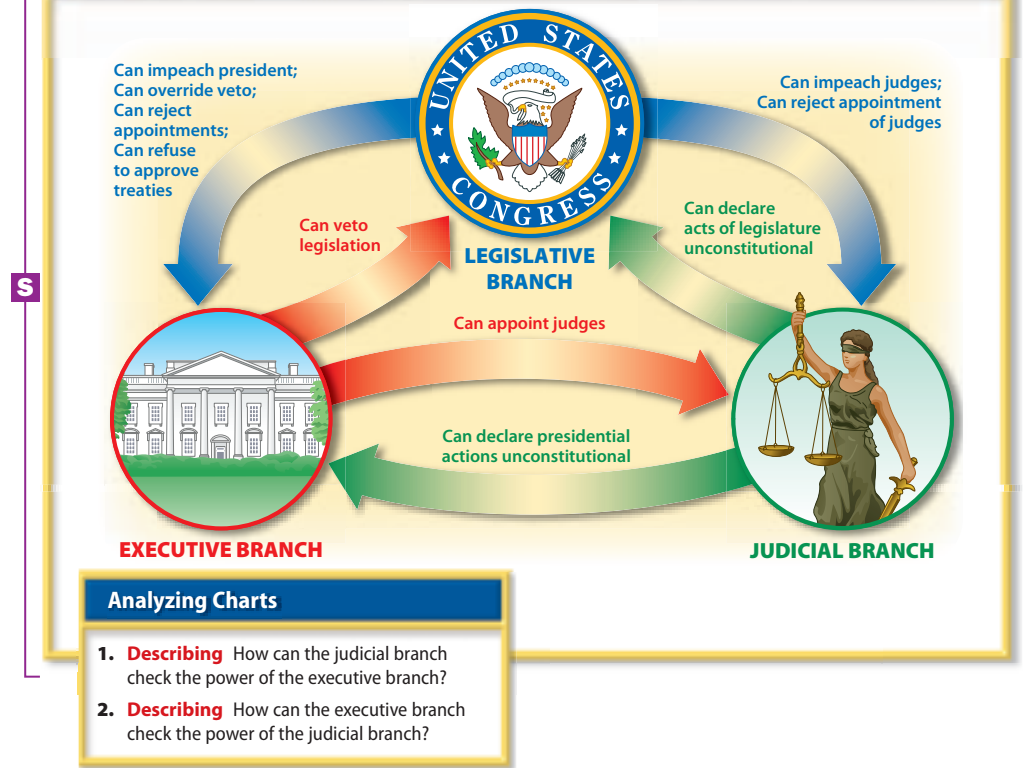 UNITED STATES
CONGRESS
Can impeach president;
Can override veto;
Can reject
appointments;
Can refuse
to approve
treaties
Can impeach judges;
Can reject appointment
of judges
Can veto
legislation
Can declare
acts of legislature
unconstitutional
LEGISLATIVE
BRANCH
S
Can appoint judges
Can declare presidential
actions unconstitutional
EXECUTIVE BRANCH
JUDICIAL BRANCH
Analyzing Charts
1. Describing How can the judicial branch
check the power of the executive branch?
2. Describing How can the executive branch
check the power of the judicial branch?